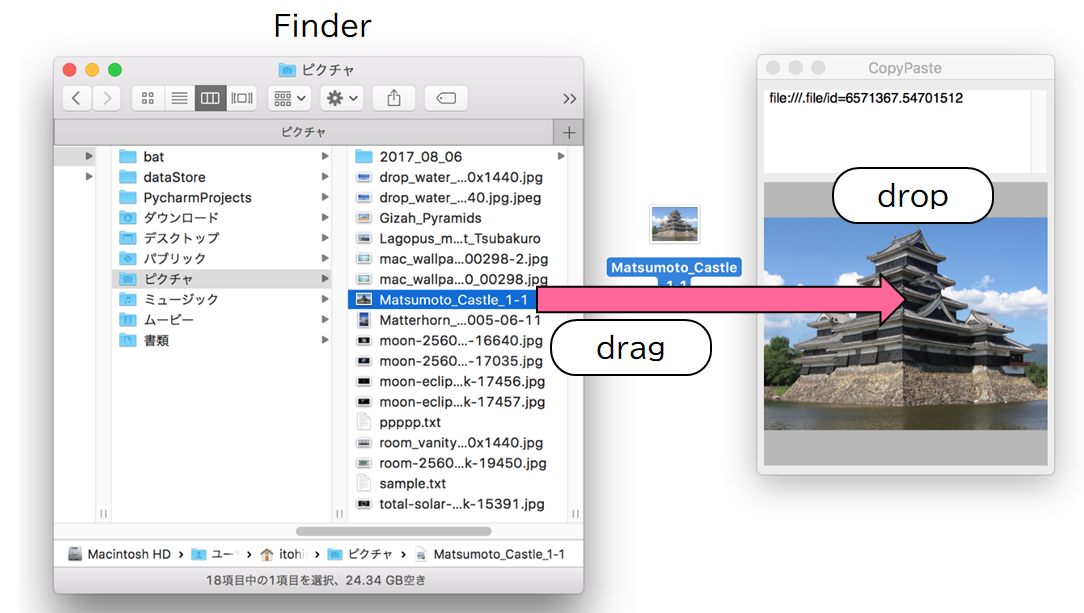 Finder
ピクチャ
ピクチャ
bat
dataStore
PycharmProjects
ダウンロード
デスクトップ
パブリック
ピクチャ
ミュージック
ムービー
書類
2017_08_06
drop_water_...0x1440.jpg
drop_water_...40.jpg.jpeg
Gizah_Pyramids
Lagopus_m...t_Tsubakuro
mac_wallpa...00298-2.jpg
mac_wallpa...0_00298.jpg
Matsumoto_Castle_1-1
Matterhorn_...005-06-11
moon-2560...-16640.jpg
moon-2560...-17035.jpg
moon-eclip...k-17456.jpg
moon-eclip...k-17457.jpg
ppppp.txt
room_vanity...0x1440.jpg
room-2560...k-19450.jpg
sample.txt
total-solar-...k-15391.jpg
Macintosh HD › ユー › itohi › ピクチャ › Matsumoto_Castle_1-1
18項目中の1項目を選択、24.34 GB空き
Matsumoto_Castle
1-1
drag
CopyPaste
file:///.file/id=6571367.54701512
drop